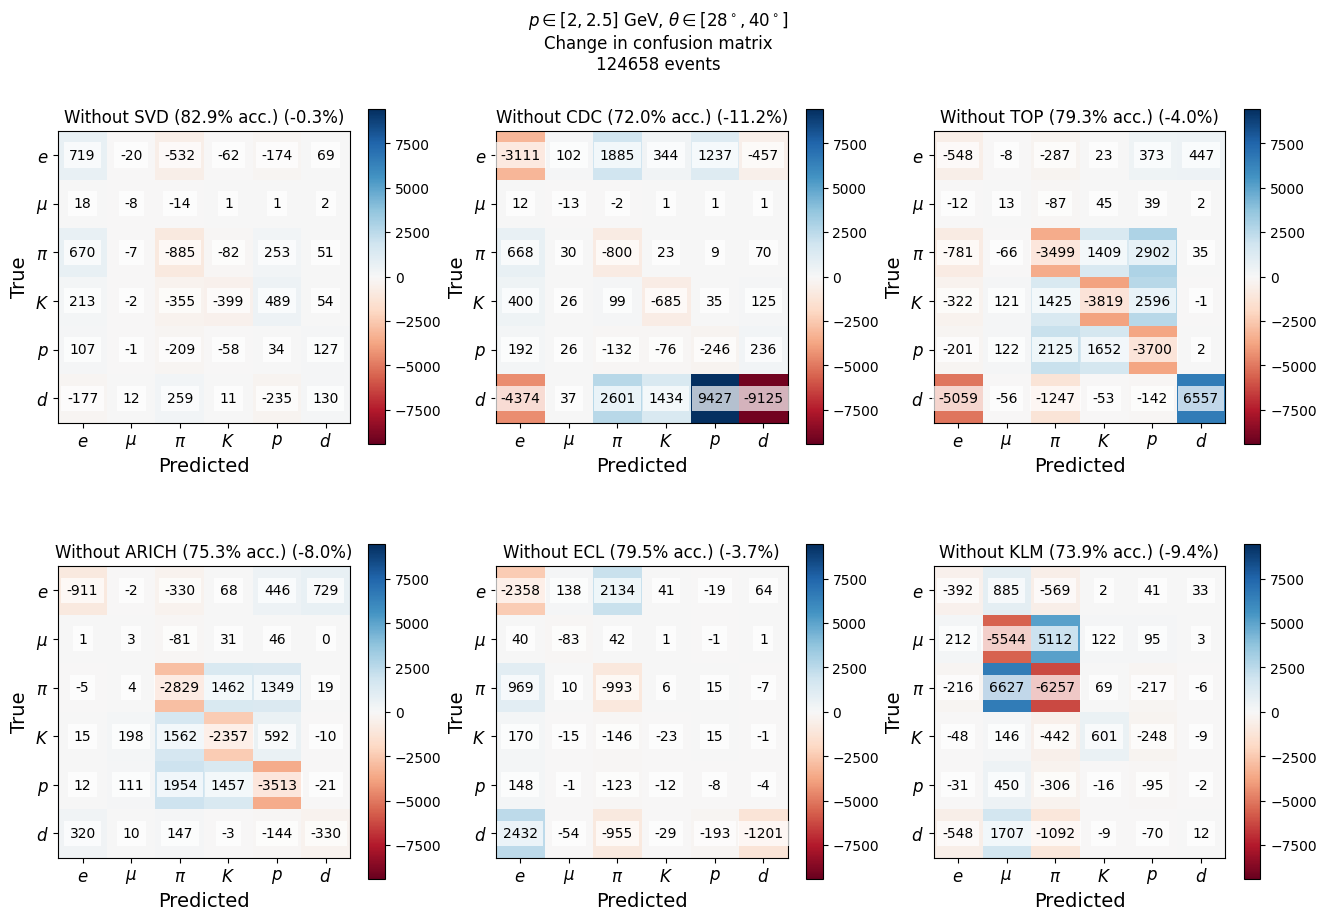 p ∈ [2, 2.5] GeV, θ ∈ [28°, 40°]
Change in confusion matrix
124658 events
Without SVD (82.9% acc.) (-0.3%)
True
e 719 -20 -532 -62 -174 69
μ 18 -8 -14 1 1 2
π 670 -7 -885 -82 253 51
K 213 -2 -355 -399 489 54
p 107 -1 -209 -58 34 127
d -177 12 259 11 -235 130
e μ π K p d
Predicted
7500
5000
2500
0
−2500
−5000
−7500
Without CDC (72.0% acc.) (-11.2%)
True
e -3111 102 1885 344 1237 -457
μ 12 -13 -2 1 1 1
π 668 30 -800 23 9 70
K 400 26 99 -685 35 125
p 192 26 -132 -76 -246 236
d -4374 37 2601 1434 9427 -9125
e μ π K p d
Predicted
7500
5000
2500
0
−2500
−5000
−7500
Without TOP (79.3% acc.) (-4.0%)
True
e -548 -8 -287 23 373 447
μ -12 13 -87 45 39 2
π -781 -66 -3499 1409 2902 35
K -322 121 1425 -3819 2596 -1
p -201 122 2125 1652 -3700 2
d -5059 -56 -1247 -53 -142 6557
e μ π K p d
Predicted
7500
5000
2500
0
−2500
−5000
−7500
Without ARICH (75.3% acc.) (-8.0%)
True
e -911 -2 -330 68 446 729
μ 1 3 -81 31 46 0
π -5 4 -2829 1462 1349 19
K 15 198 1562 -2357 592 -10
p 12 111 1954 1457 -3513 -21
d 320 10 147 -3 -144 -330
e μ π K p d
Predicted
7500
5000
2500
0
−2500
−5000
−7500
Without ECL (79.5% acc.) (-3.7%)
True
e -2358 138 2134 41 -19 64
μ 40 -83 42 1 -1 1
π 969 10 -993 6 15 -7
K 170 -15 -146 -23 15 -1
p 148 -1 -123 -12 -8 -4
d 2432 -54 -955 -29 -193 -1201
e μ π K p d
Predicted
7500
5000
2500
0
−2500
−5000
−7500
Without KLM (73.9% acc.) (-9.4%)
True
e -392 885 -569 2 41 33
μ 212 -5544 5112 122 95 3
π -216 6627 -6257 69 -217 -6
K -48 146 -442 601 -248 -9
p -31 450 -306 -16 -95 -2
d -548 1707 -1092 -9 -70 12
e μ π K p d
Predicted
7500
5000
2500
0
−2500
−5000
−7500